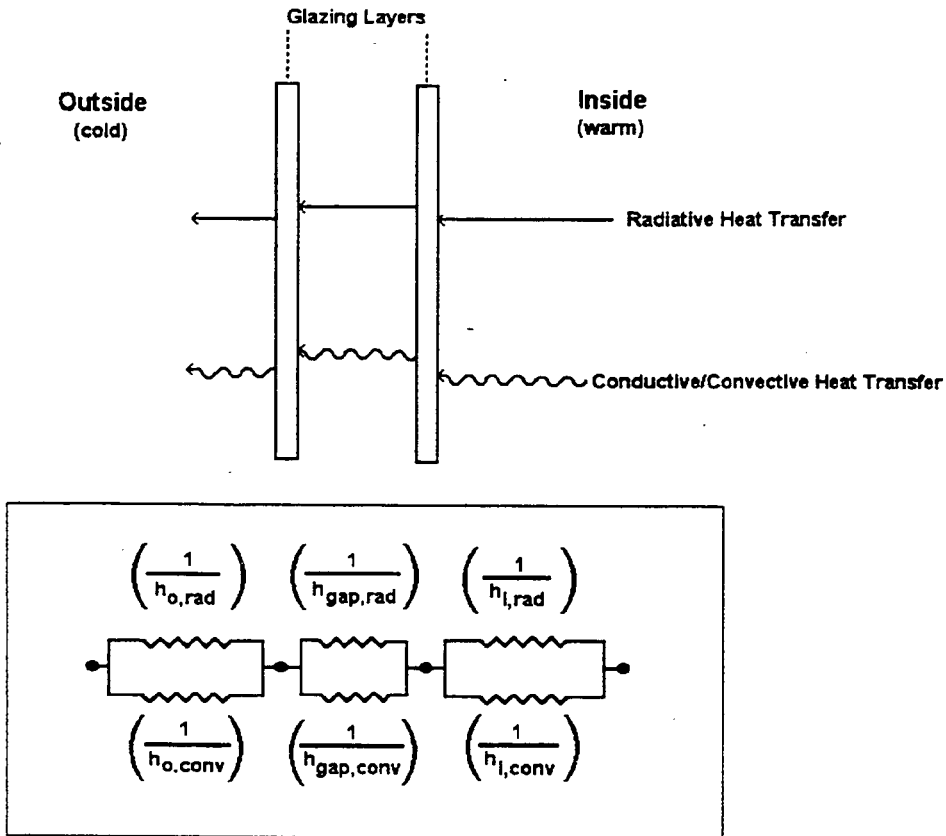 Glazing Layers
Outside
(cold)
Inside
(warm)
Radiative Heat Transfer
Conductive/Convective Heat Transfer
(1/h_o,rad) (1/h_gap,rad) (1/h_i,rad)
(1/h_o,conv) (1/h_gap,conv) (1/h_i,conv)